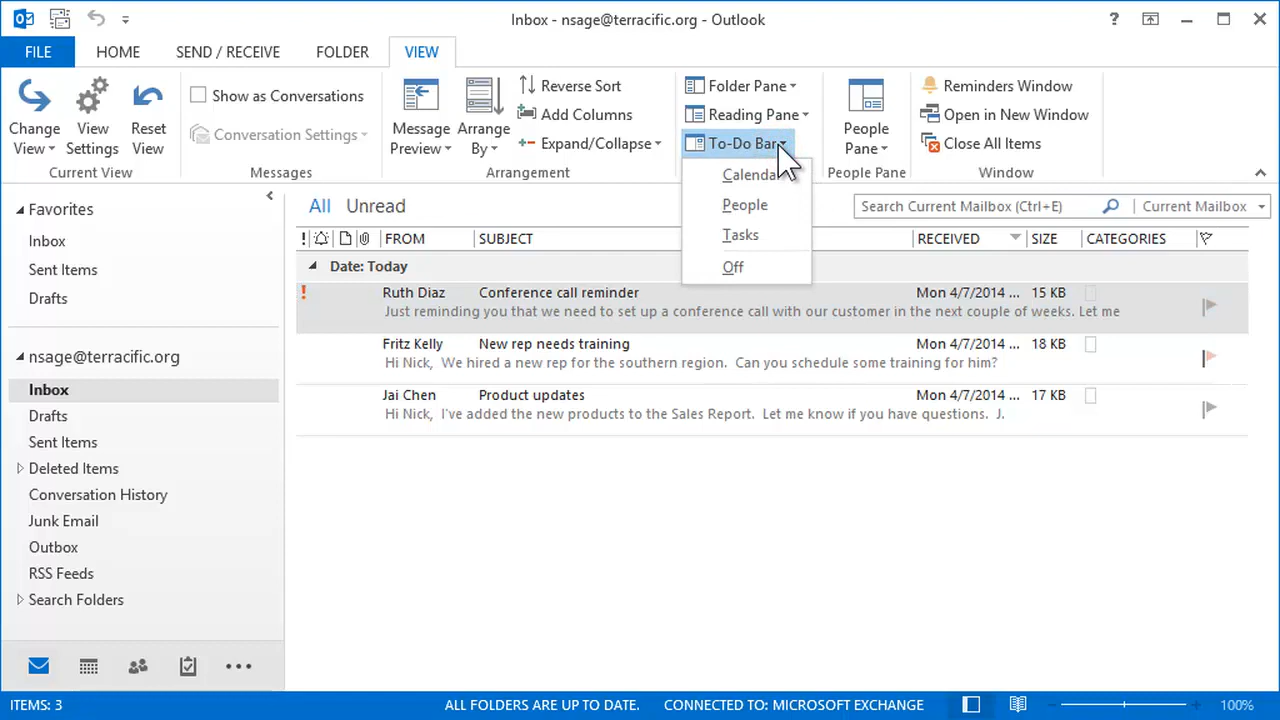 Inbox - nsage@terracific.org - Outlook
?
FILE HOME SEND / RECEIVE FOLDER VIEW
Change View
View Settings
Reset View
Current View
Show as Conversations
Conversation Settings
Messages
Message Preview
Arrange By
Reverse Sort
Add Columns
Expand/Collapse
Arrangement
Folder Pane
Reading Pane
To-Do Bar
Calendar
People
Tasks
Off
People Pane
People Pane
Reminders Window
Open in New Window
Close All Items
Window
Favorites
Inbox
Sent Items
Drafts
nsage@terracific.org
Inbox
Drafts
Sent Items
Deleted Items
Conversation History
Junk Email
Outbox
RSS Feeds
Search Folders
All Unread
Search Current Mailbox (Ctrl+E) Current Mailbox
! FROM SUBJECT RECEIVED SIZE CATEGORIES
Date: Today
! Ruth Diaz Conference call reminder Mon 4/7/2014 ... 15 KB
Just reminding you that we need to set up a conference call with our customer in the next couple of weeks. Let me
Fritz Kelly New rep needs training Mon 4/7/2014 ... 18 KB
Hi Nick, We hired a new rep for the southern region. Can you schedule some training for him?
Jai Chen Product updates Mon 4/7/2014 ... 17 KB
Hi Nick, I've added the new products to the Sales Report. Let me know if you have questions. J.
ITEMS: 3 ALL FOLDERS ARE UP TO DATE. CONNECTED TO: MICROSOFT EXCHANGE 100%